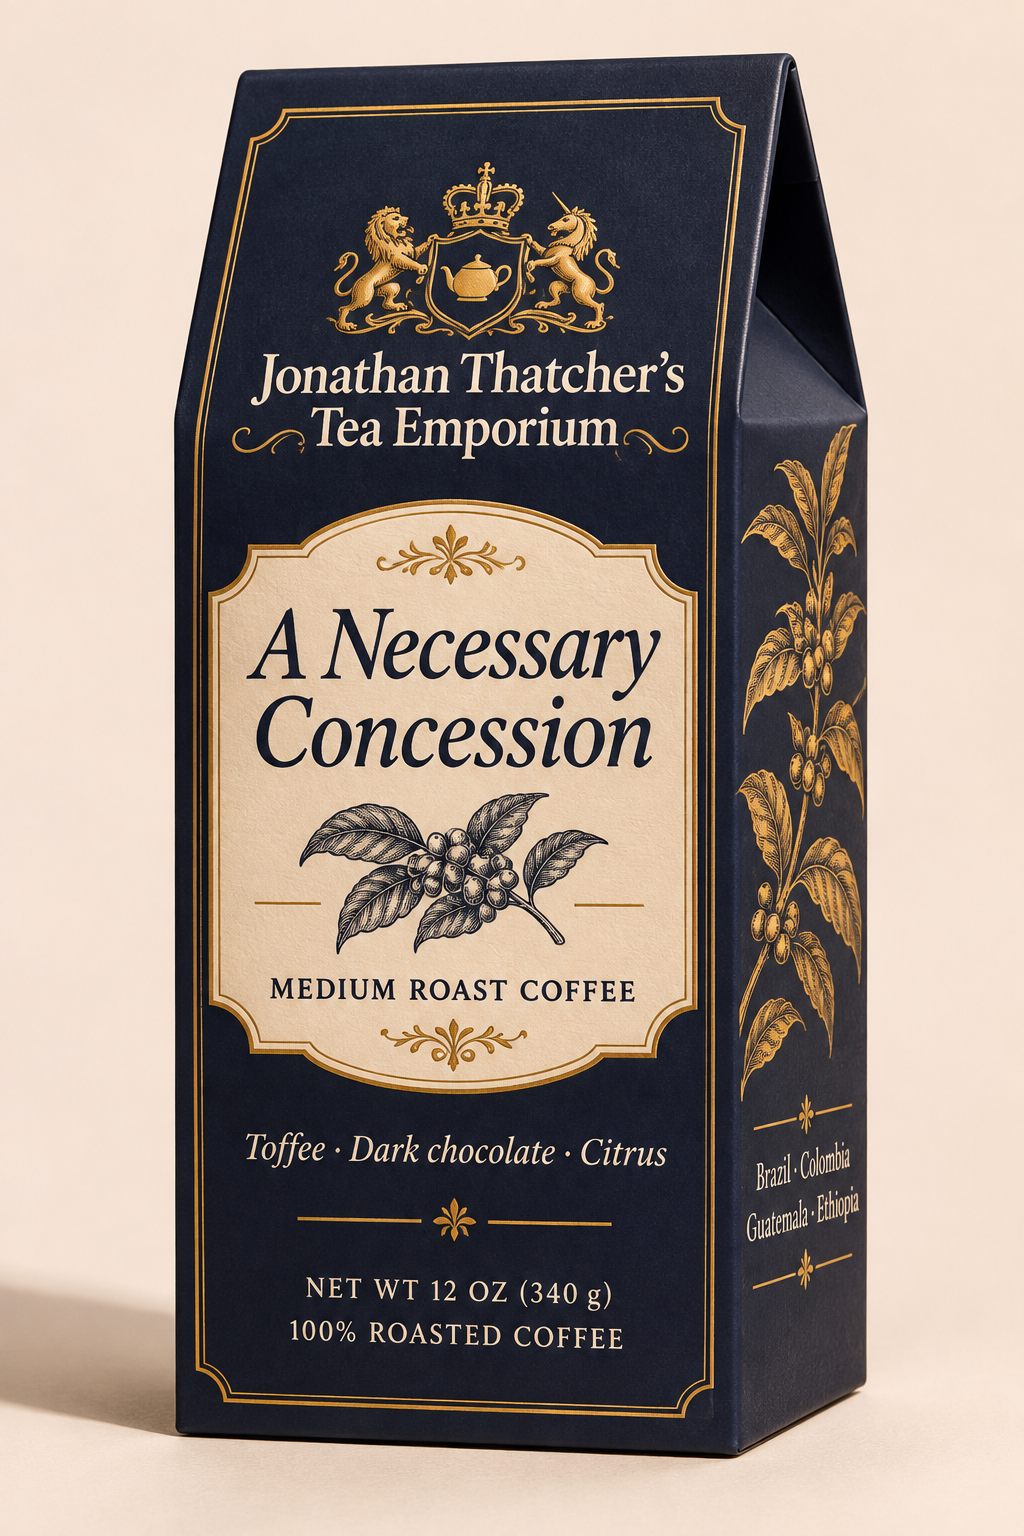 Jonathan Thatcher’s
Tea Emporium
A Necessary
Concession
MEDIUM ROAST COFFEE
Toffee · Dark chocolate · Citrus
NET WT 12 OZ (340 g)
100% ROASTED COFFEE
Brazil · Colombia
Guatemala · Ethiopia